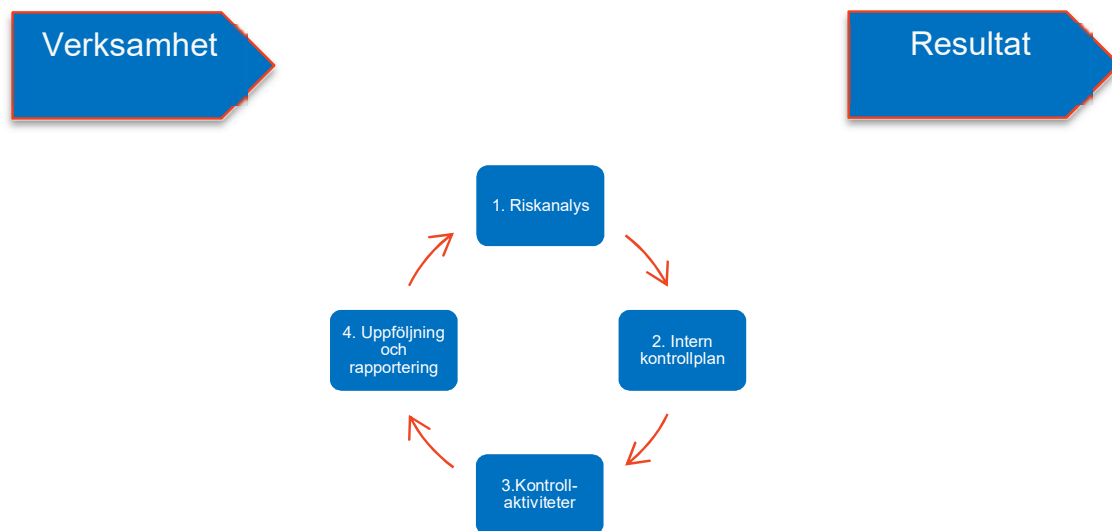 Verksamhet
Resultat
1. Riskanalys
4. Uppföljning
och
rapportering
2. Intern
kontrollplan
3.Kontroll-
aktiviteter